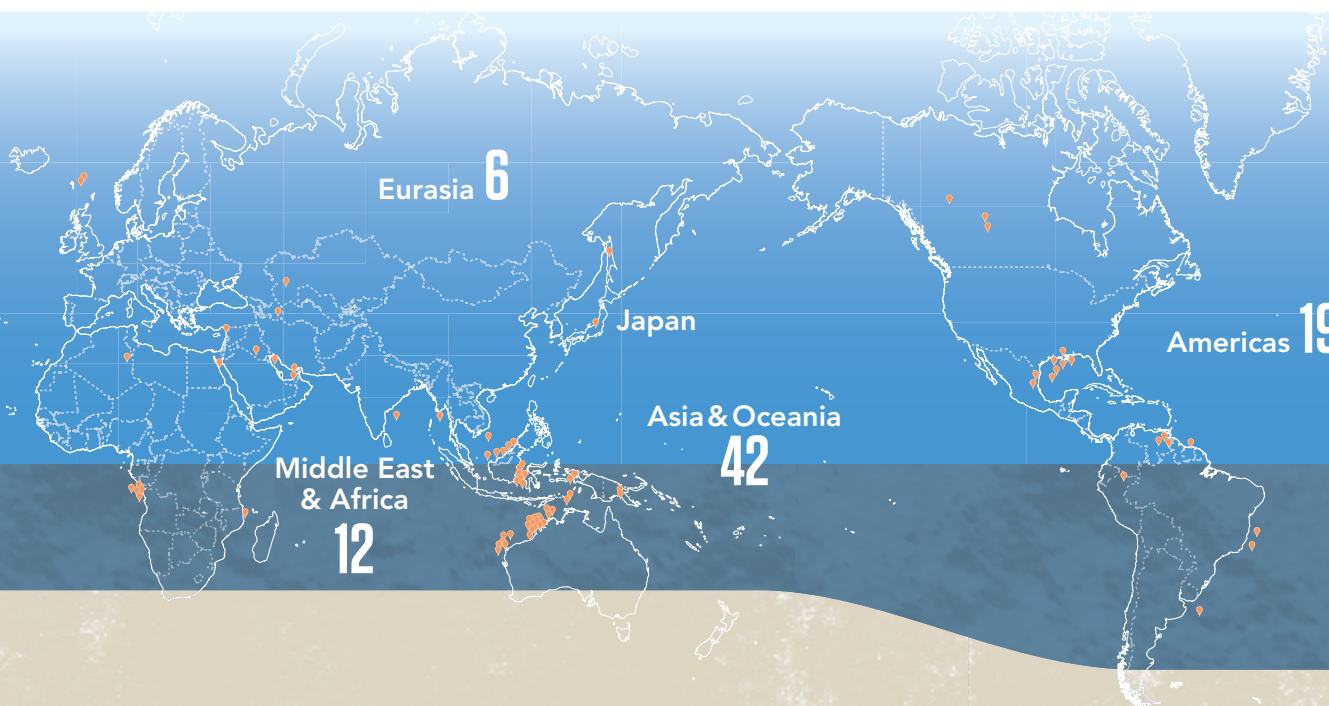 Eurasia 6
Japan
Americas 19
Asia & Oceania
42
Middle East
& Africa
12